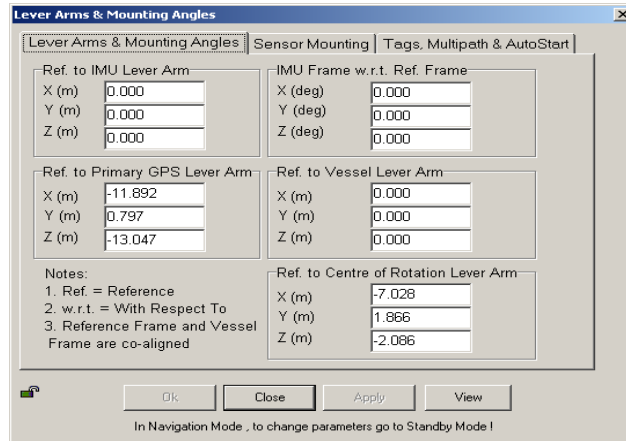 Lever Arms & Mounting Angles
Lever Arms & Mounting Angles Sensor Mounting Tags, Multipath & AutoStart
Ref. to IMU Lever Arm
X (m) 0.000
Y (m) 0.000
Z (m) 0.000
IMU Frame w.r.t. Ref. Frame
X (deg) 0.000
Y (deg) 0.000
Z (deg) 0.000
Ref. to Primary GPS Lever Arm
X (m) -11.892
Y (m) 0.797
Z (m) -13.047
Ref. to Vessel Lever Arm
X (m) 0.000
Y (m) 0.000
Z (m) 0.000
Notes:
1. Ref. = Reference
2. w.r.t. = With Respect To
3. Reference Frame and Vessel
Frame are co-aligned
Ref. to Centre of Rotation Lever Arm
X (m) -7.028
Y (m) 1.866
Z (m) -2.086
Ok Close Apply View
In Navigation Mode , to change parameters go to Standby Mode !